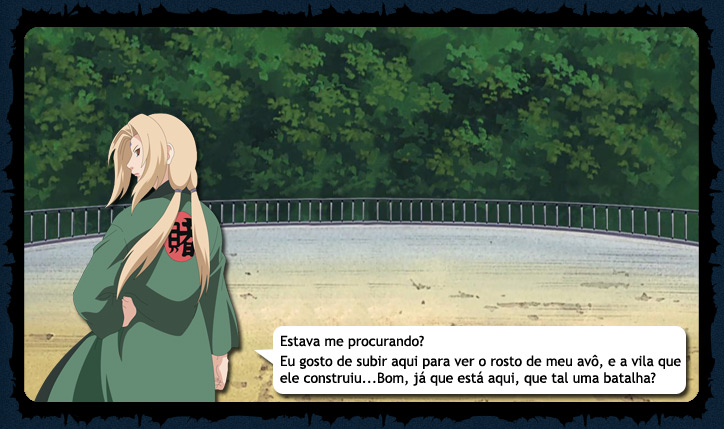 賭
Estava me procurando?
Eu gosto de subir aqui para ver o rosto de meu avô, e a vila que
ele construiu...Bom, já que está aqui, que tal uma batalha?